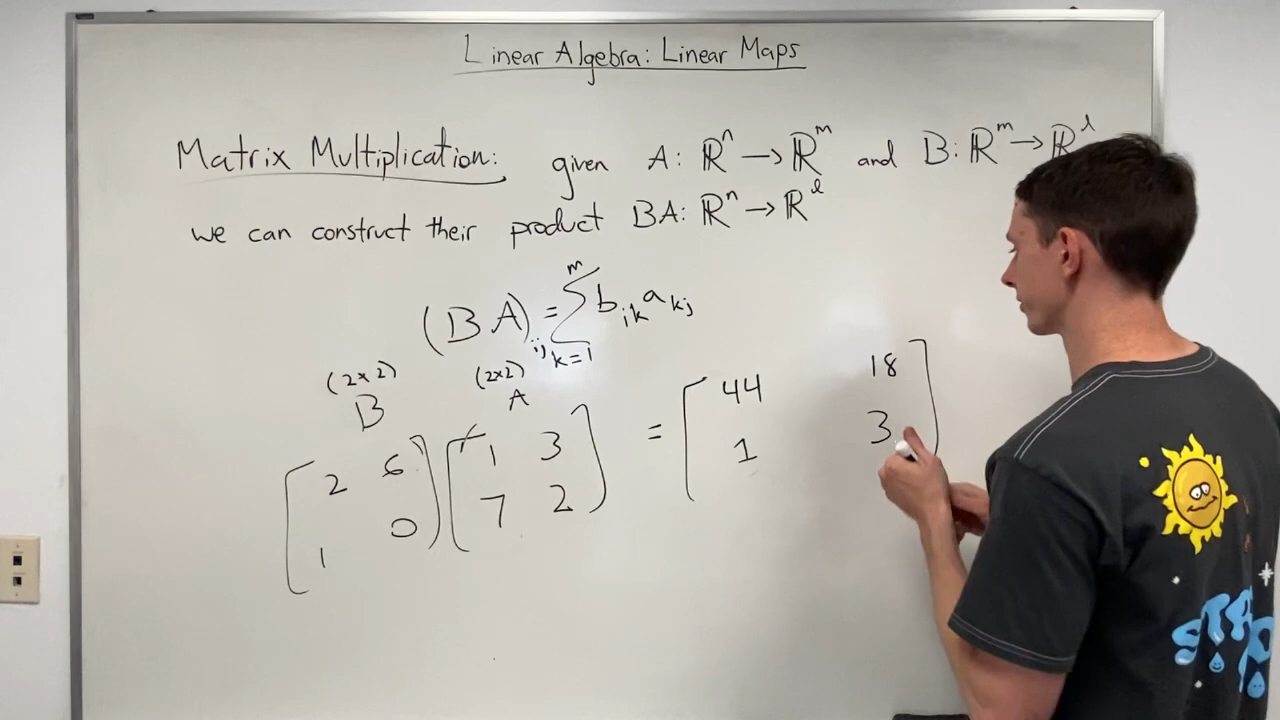 Linear Algebra: Linear Maps
Matrix Multiplication: given A: ℝⁿ → ℝᵐ and B: ℝᵐ → ℝˡ
we can construct their product BA: ℝⁿ → ℝˡ
(BA)ᵢⱼ = ∑ₖ₌₁ᵐ bᵢₖ aₖⱼ
(2×2) (2×2)
B A
[2 6] [1 3] = [44 18]
[1 0] [7 2] [1 3]